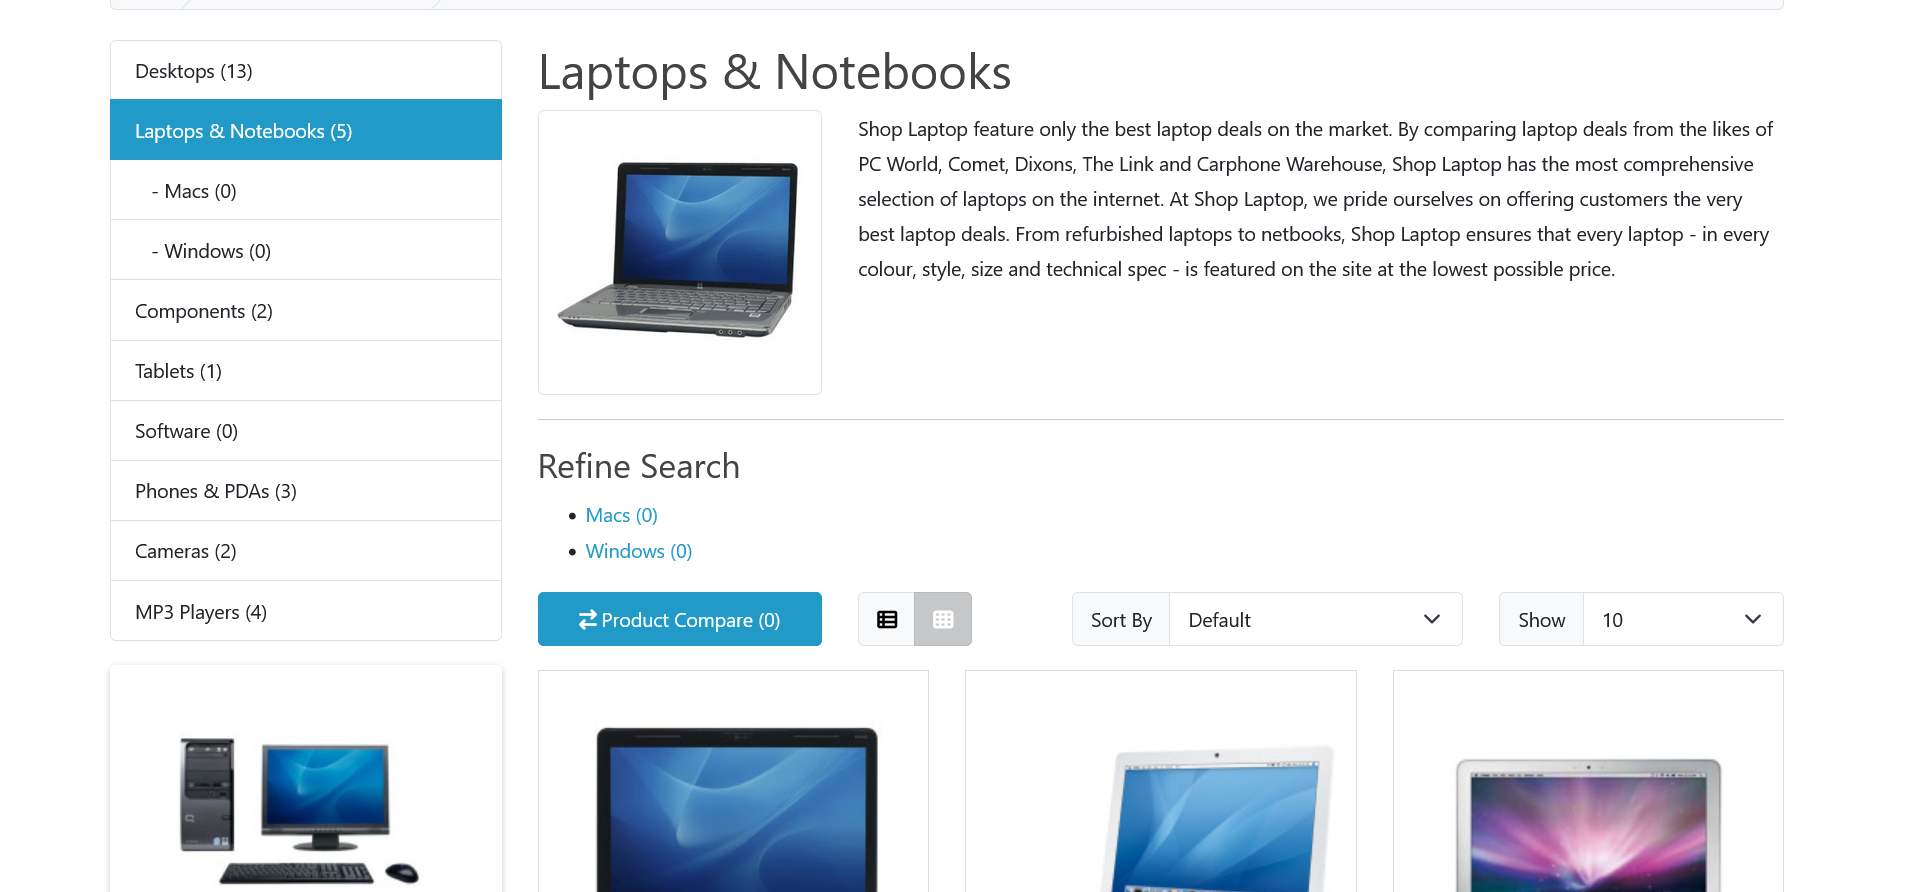 Desktops (13)
Laptops & Notebooks (5)
- Macs (0)
- Windows (0)
Components (2)
Tablets (1)
Software (0)
Phones & PDAs (3)
Cameras (2)
MP3 Players (4)
Laptops & Notebooks
Shop Laptop feature only the best laptop deals on the market. By comparing laptop deals from the likes of
PC World, Comet, Dixons, The Link and Carphone Warehouse, Shop Laptop has the most comprehensive
selection of laptops on the internet. At Shop Laptop, we pride ourselves on offering customers the very
best laptop deals. From refurbished laptops to netbooks, Shop Laptop ensures that every laptop - in every
colour, style, size and technical spec - is featured on the site at the lowest possible price.
Refine Search
Macs (0)
Windows (0)
Product Compare (0)
Sort By
Default
Show
10